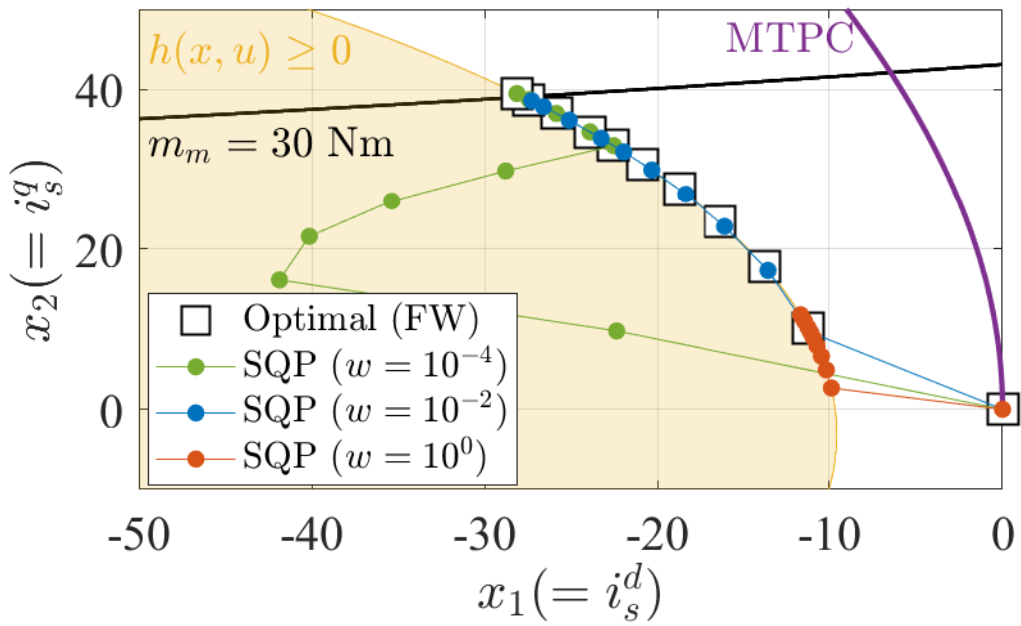 h(x, u) ≥ 0
MTPC
m_m = 30 Nm
40
20
0
x_2(= i_s^q)
Optimal (FW)
SQP (w = 10^{-4})
SQP (w = 10^{-2})
SQP (w = 10^0)
-50 -40 -30 -20 -10 0
x_1(= i_s^d)